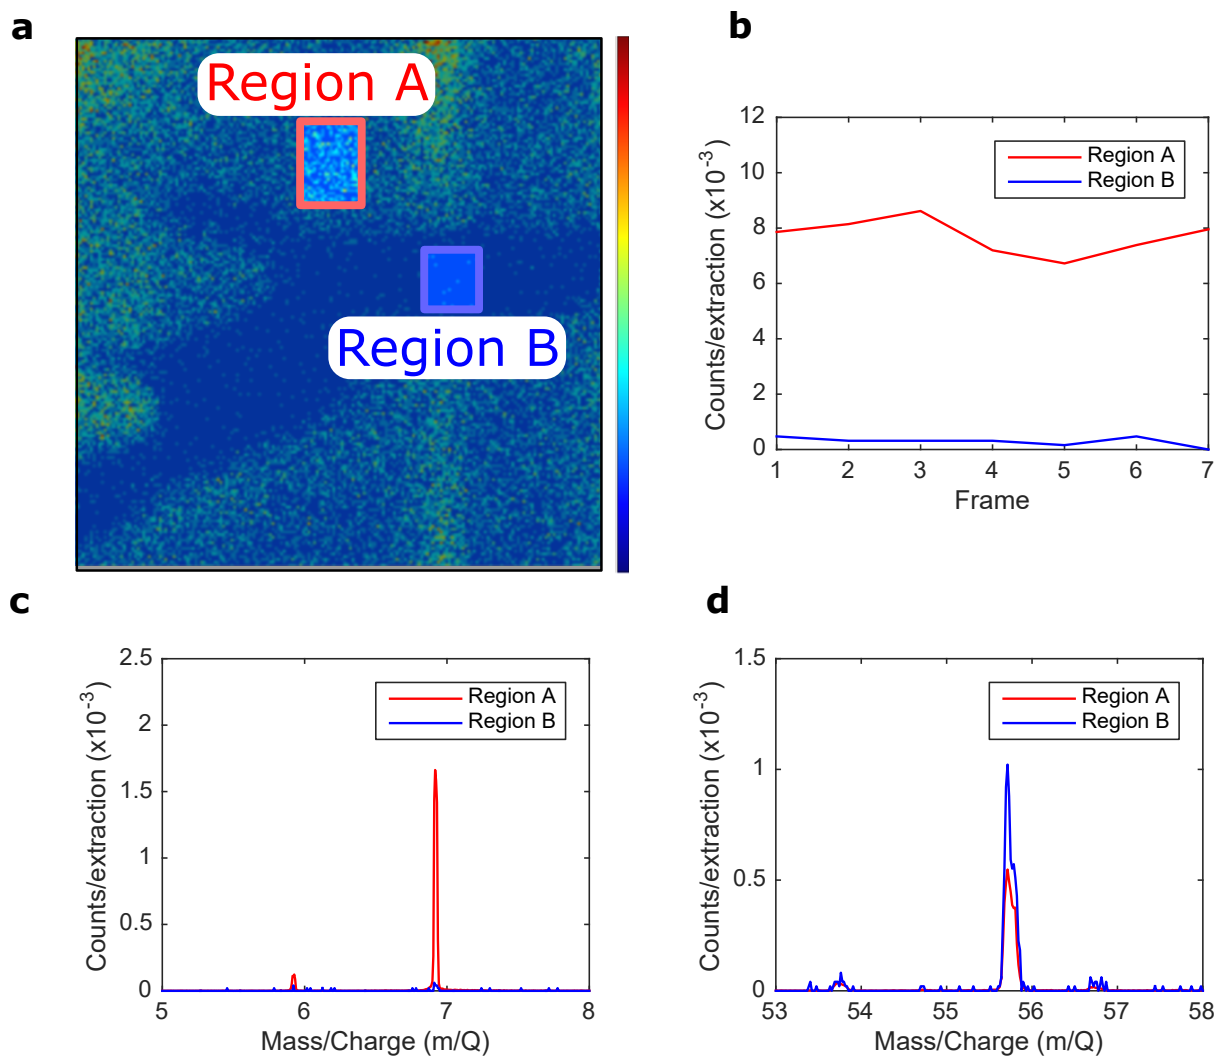 a
Region A
Region B
b
12
10
8
6
4
2
0
Counts/extraction (x10-3)
Region A
Region B
1 2 3 4 5 6 7
Frame
c
2.5
2
1.5
1
0.5
0
Counts/extraction (x10-3)
Region A
Region B
5 6 7 8
Mass/Charge (m/Q)
d
1.5
1
0.5
0
Counts/extraction (x10-3)
Region A
Region B
53 54 55 56 57 58
Mass/Charge (m/Q)